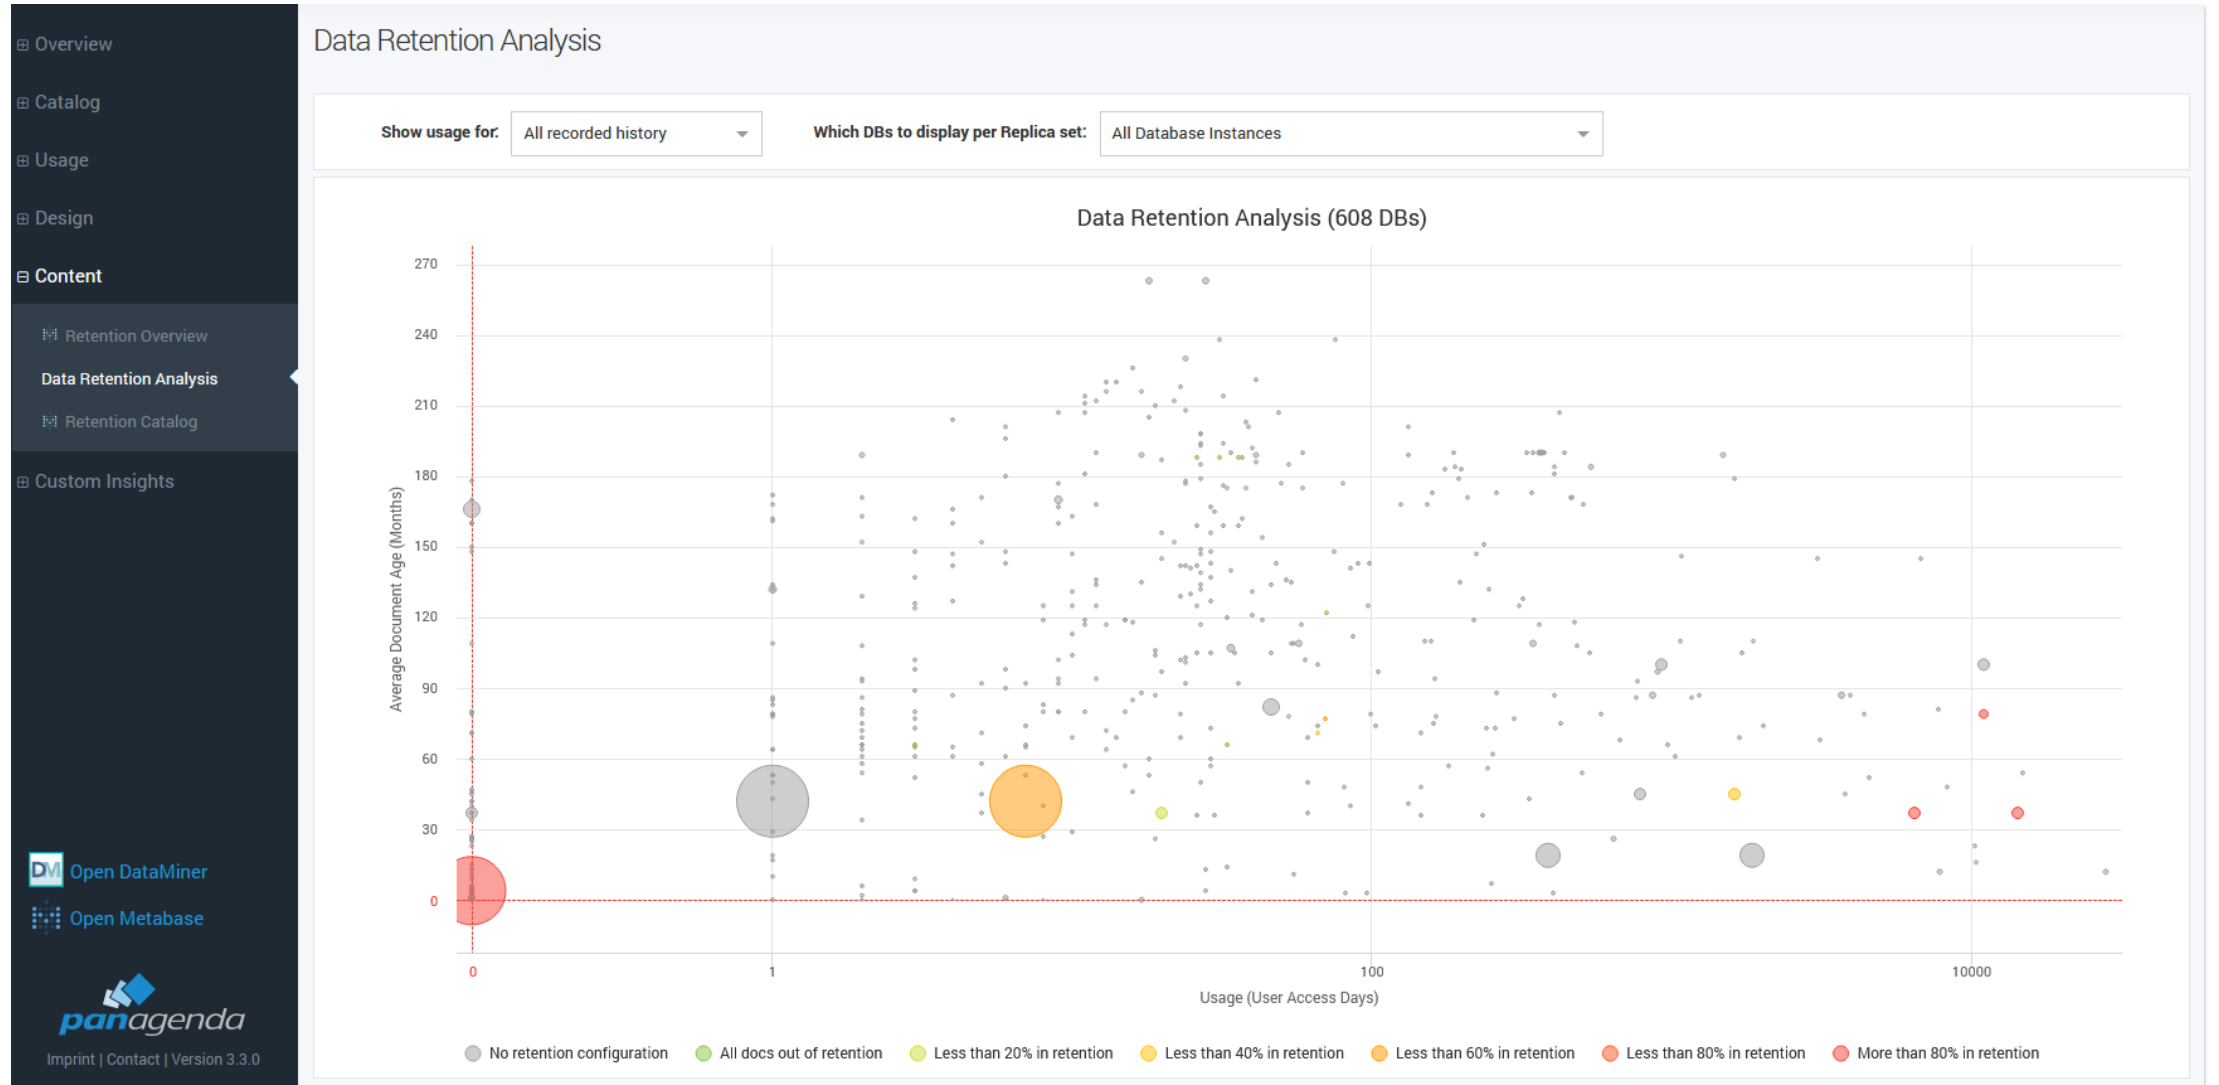 Overview
Catalog
Usage
Design
Content
Retention Overview
Data Retention Analysis
Retention Catalog
Custom Insights
DM Open DataMiner
Open Metabase
panagenda
Imprint | Contact | Version 3.3.0
Data Retention Analysis
Show usage for: All recorded history Which DBs to display per Replica set: All Database Instances
Data Retention Analysis (608 DBs)
270
240
210
180
150
120
90
60
30
0
Average Document Age (Months)
0 1 100 10000
Usage (User Access Days)
No retention configuration All docs out of retention Less than 20% in retention Less than 40% in retention Less than 60% in retention Less than 80% in retention More than 80% in retention